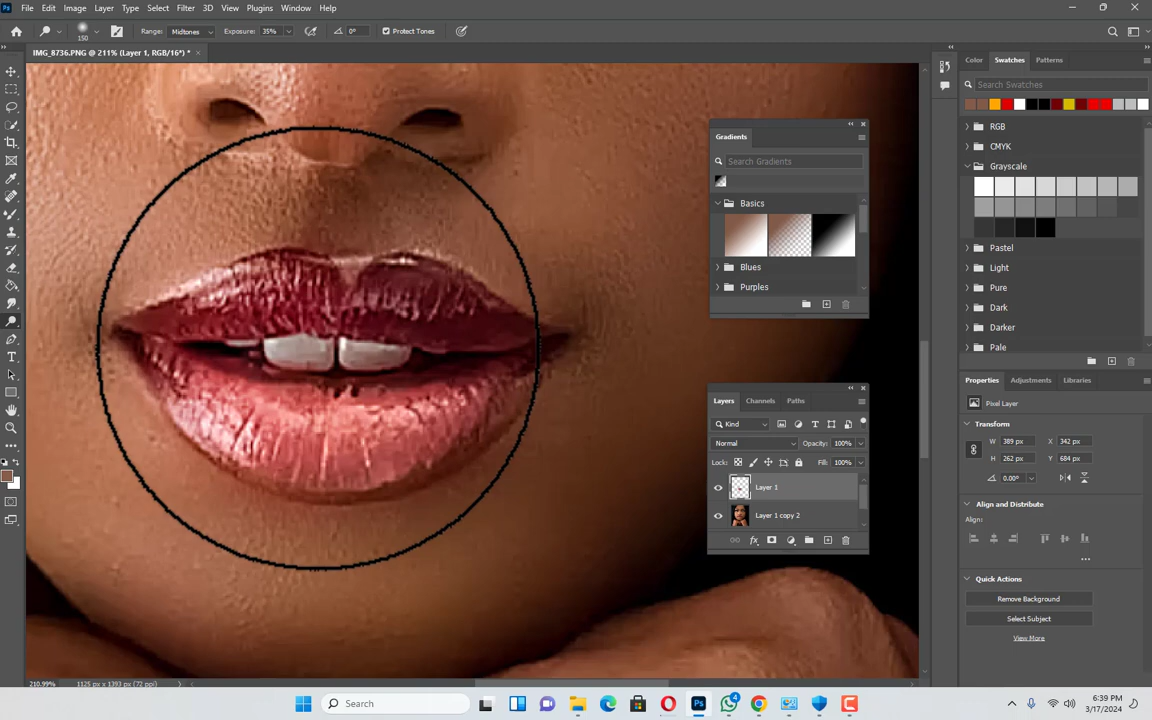 Ps File Edit Image Layer Type Select Filter 3D View Plugins Window Help
150 Range: Midtones Exposure: 35% 0° Protect Tones
IMG_8736.PNG @ 211% (Layer 1, RGB/16*) * ×
Gradients
Search Gradients
Basics
Blues
Purples
Layers Channels Paths
Kind
Normal Opacity: 100%
Lock: Fill: 100%
Layer 1
Layer 1 copy 2
fx
Color Swatches Patterns
Search Swatches
RGB
CMYK
Grayscale
Pastel
Light
Pure
Dark
Darker
Pale
Properties Adjustments Libraries
Pixel Layer
Transform
W 389 px X 342 px
H 262 px Y 684 px
0.00°
Align and Distribute
Align:
Quick Actions
Remove Background
Select Subject
View More
210.99% 1125 px x 1393 px (72 ppi)
Search
Ps
4
6:39 PM
3/17/2024